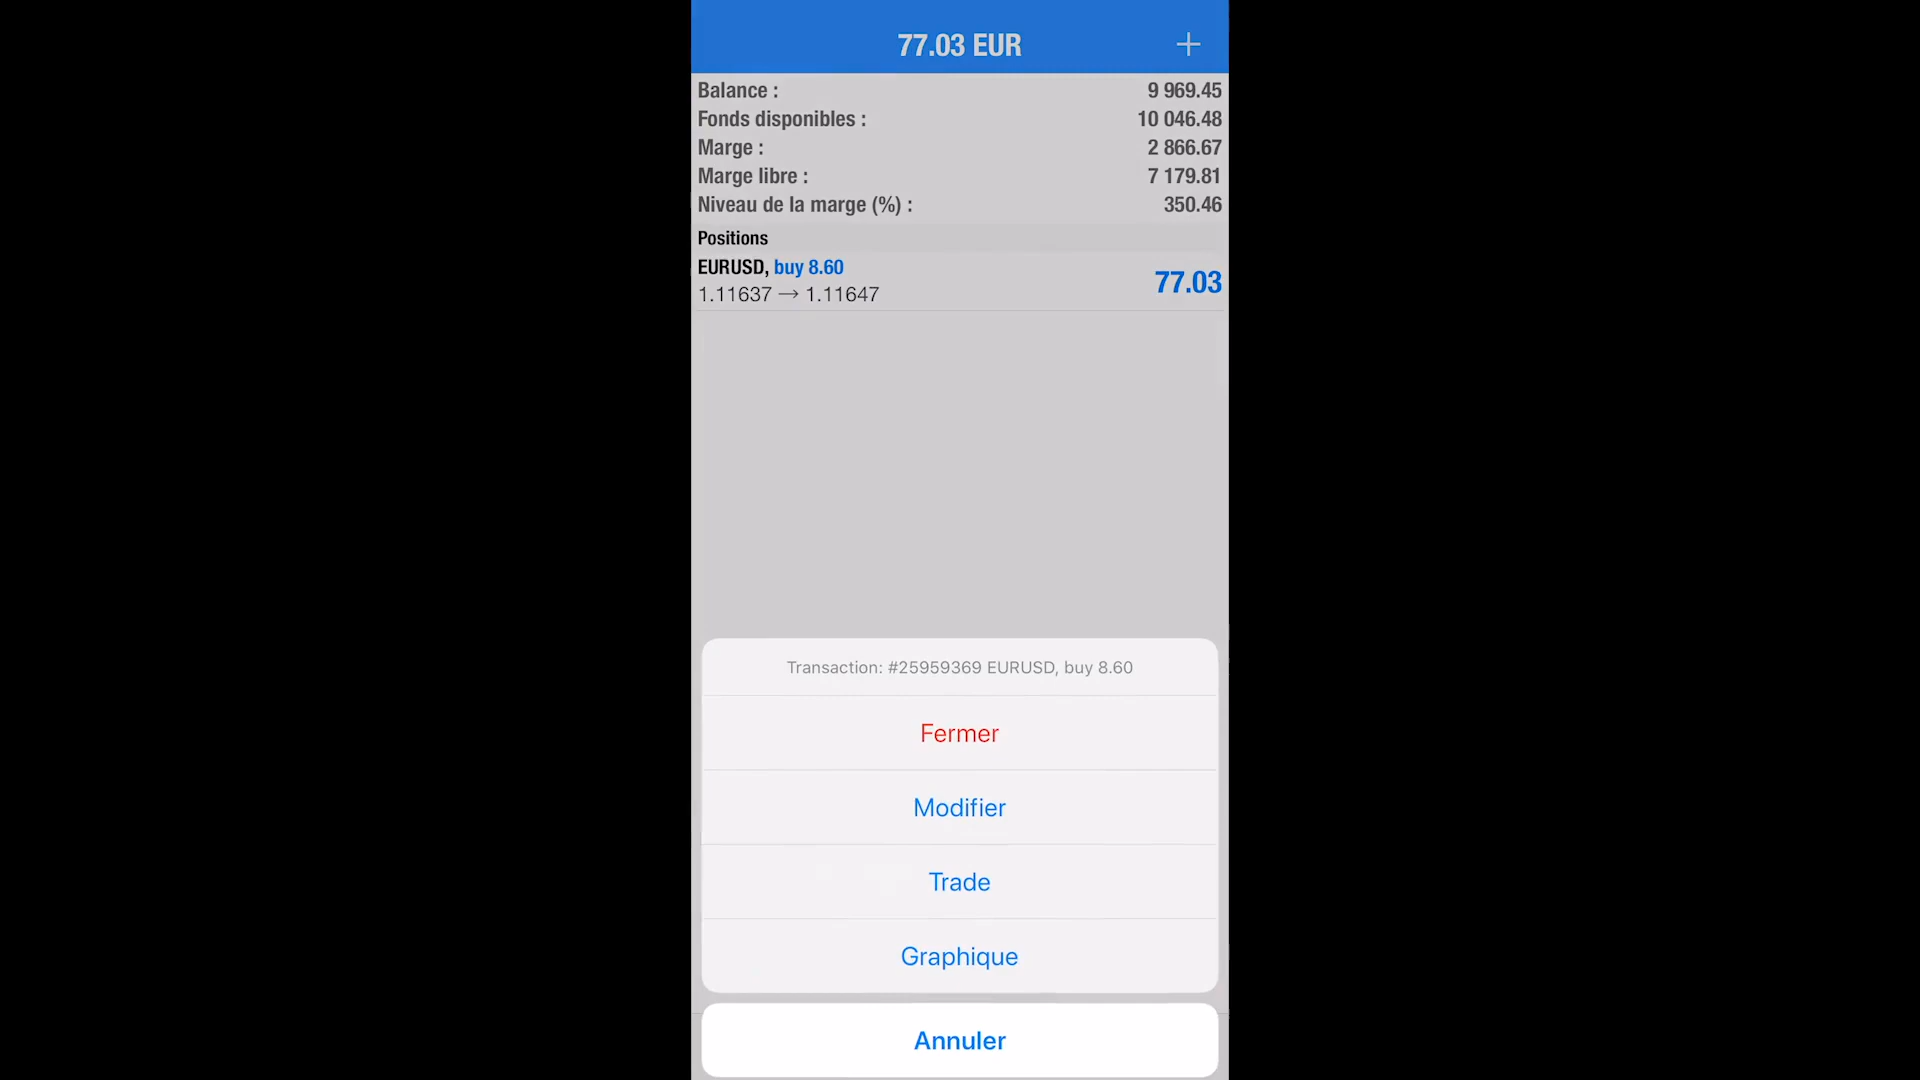 77.03 EUR
Balance : 9 969.45
Fonds disponibles : 10 046.48
Marge : 2 866.67
Marge libre : 7 179.81
Niveau de la marge (%) : 350.46
Positions
EURUSD, buy 8.60
77.03
1.11637 → 1.11647
Transaction: #25959369 EURUSD, buy 8.60
Fermer
Modifier
Trade
Graphique
Annuler